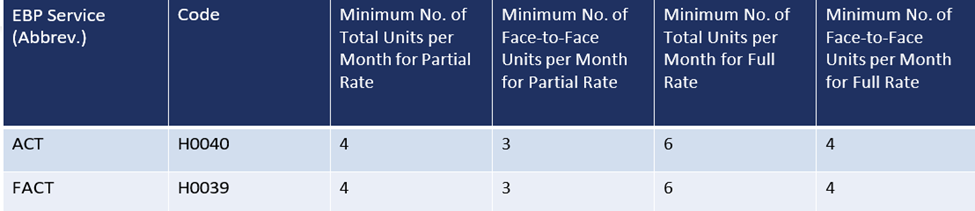 EBP Service
(Abbrev.)
Code
Minimum No. of
Total Units per
Month for Partial
Rate
Minimum No. of
Face-to-Face
Units per Month
for Partial Rate
Minimum No. of
Total Units per
Month for Full
Rate
Minimum No. of
Face-to-Face
Units per Month
for Full Rate
ACT H0040 4 3 6 4
FACT H0039 4 3 6 4